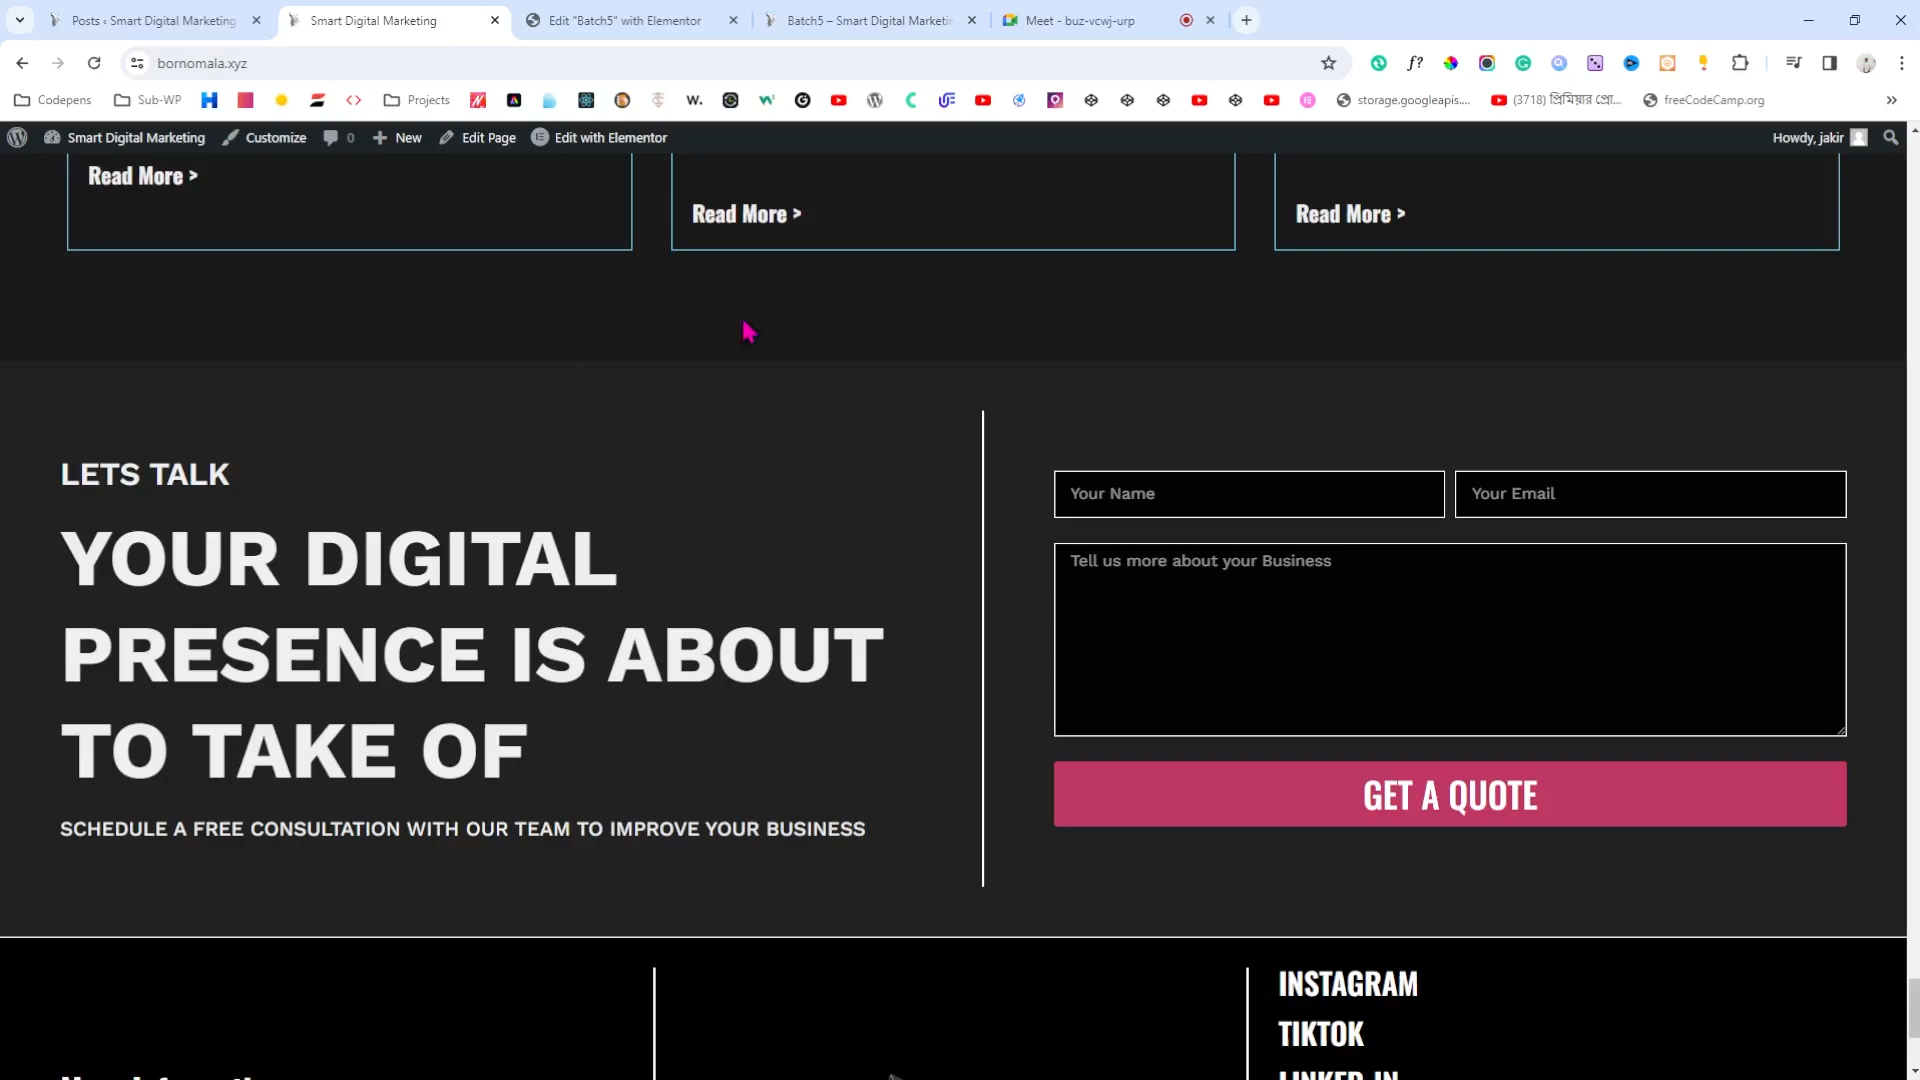 Posts ‹ Smart Digital Marketing
Smart Digital Marketing
Edit "Batch5" with Elementor
Batch5 – Smart Digital Marketin
Meet - buz-vcwj-urp
bornomala.xyz
Codepens
Sub-WP
Projects
storage.googleapis....
(3718) প্রিমিয়ার প্রো...
freeCodeCamp.org
Smart Digital Marketing
Customize
0
New
Edit Page
Edit with Elementor
Howdy, jakir
Read More >
Read More >
Read More >
LETS TALK
YOUR DIGITAL
PRESENCE IS ABOUT
TO TAKE OF
SCHEDULE A FREE CONSULTATION WITH OUR TEAM TO IMPROVE YOUR BUSINESS
Your Name
Your Email
Tell us more about your Business
GET A QUOTE
INSTAGRAM
TIKTOK